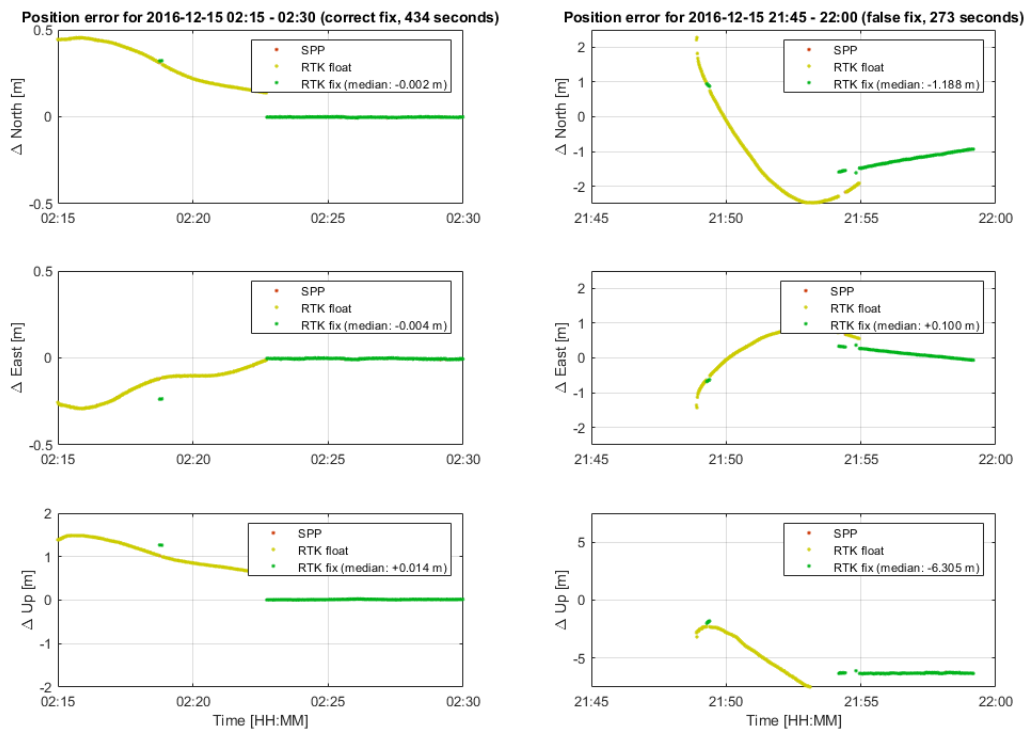 Position error for 2016-12-15 02:15 - 02:30 (correct fix, 434 seconds)
0.5
0
-0.5
Δ North [m]
SPP
RTK float
RTK fix (median: -0.002 m)
02:15 02:20 02:25 02:30
0.5
0
-0.5
Δ East [m]
SPP
RTK float
RTK fix (median: -0.004 m)
02:15 02:20 02:25 02:30
2
1
0
-1
-2
Δ Up [m]
SPP
RTK float
RTK fix (median: +0.014 m)
02:15 02:20 02:25 02:30
Time [HH:MM]
Position error for 2016-12-15 21:45 - 22:00 (false fix, 273 seconds)
2
1
0
-1
-2
Δ North [m]
SPP
RTK float
RTK fix (median: -1.188 m)
21:45 21:50 21:55 22:00
2
1
0
-1
-2
Δ East [m]
SPP
RTK float
RTK fix (median: +0.100 m)
21:45 21:50 21:55 22:00
5
0
-5
Δ Up [m]
SPP
RTK float
RTK fix (median: -6.305 m)
21:45 21:50 21:55 22:00
Time [HH:MM]